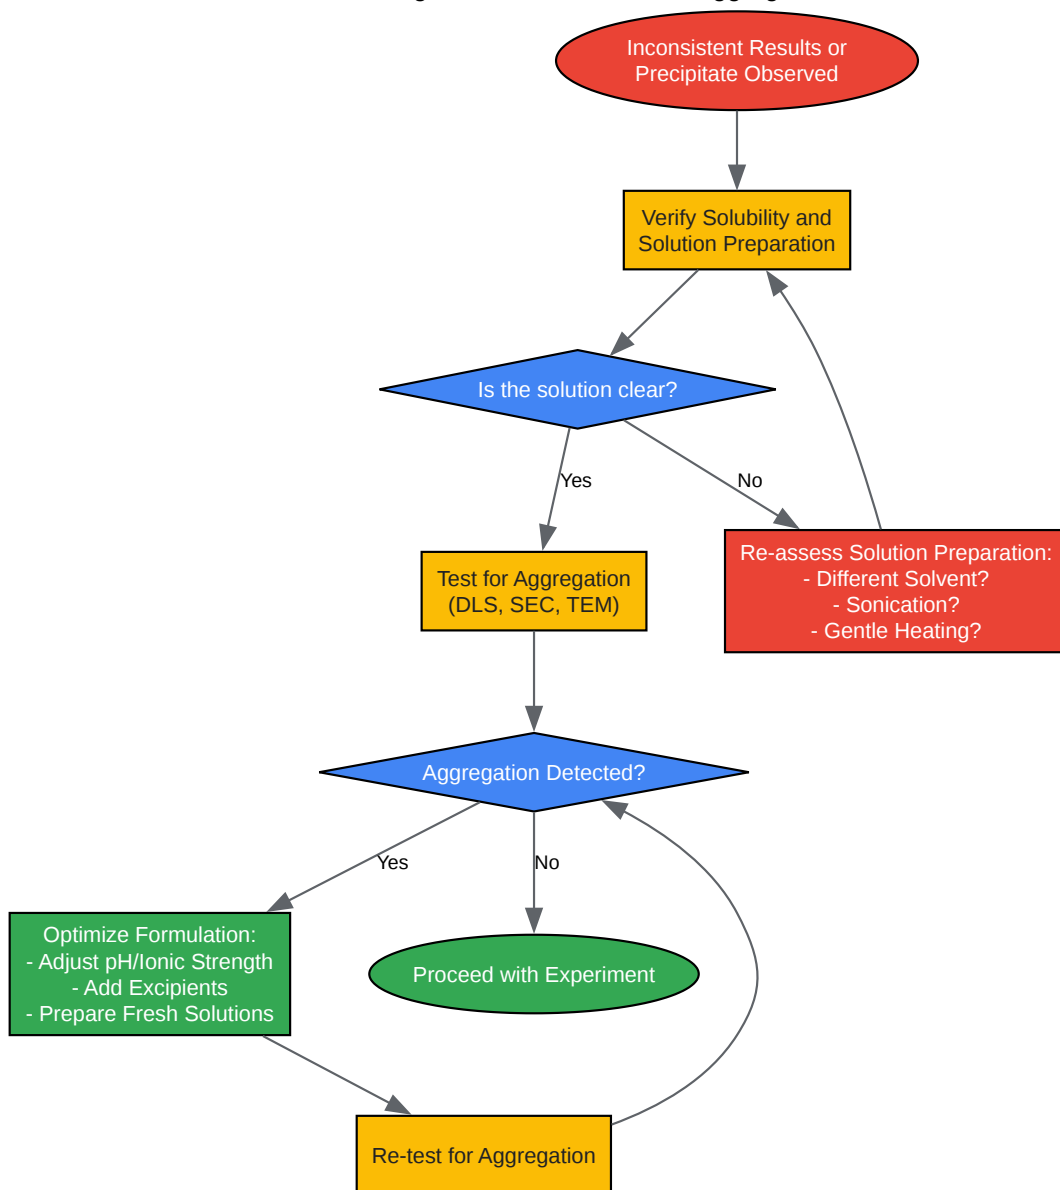 Inconsistent Results or
Precipitate Observed
Verify Solubility and
Solution Preparation
Is the solution clear?
Yes
No
Test for Aggregation
(DLS, SEC, TEM)
Re-assess Solution Preparation:
- Different Solvent?
- Sonication?
- Gentle Heating?
Aggregation Detected?
Yes
No
Optimize Formulation:
- Adjust pH/Ionic Strength
- Add Excipients
- Prepare Fresh Solutions
Proceed with Experiment
Re-test for Aggregation